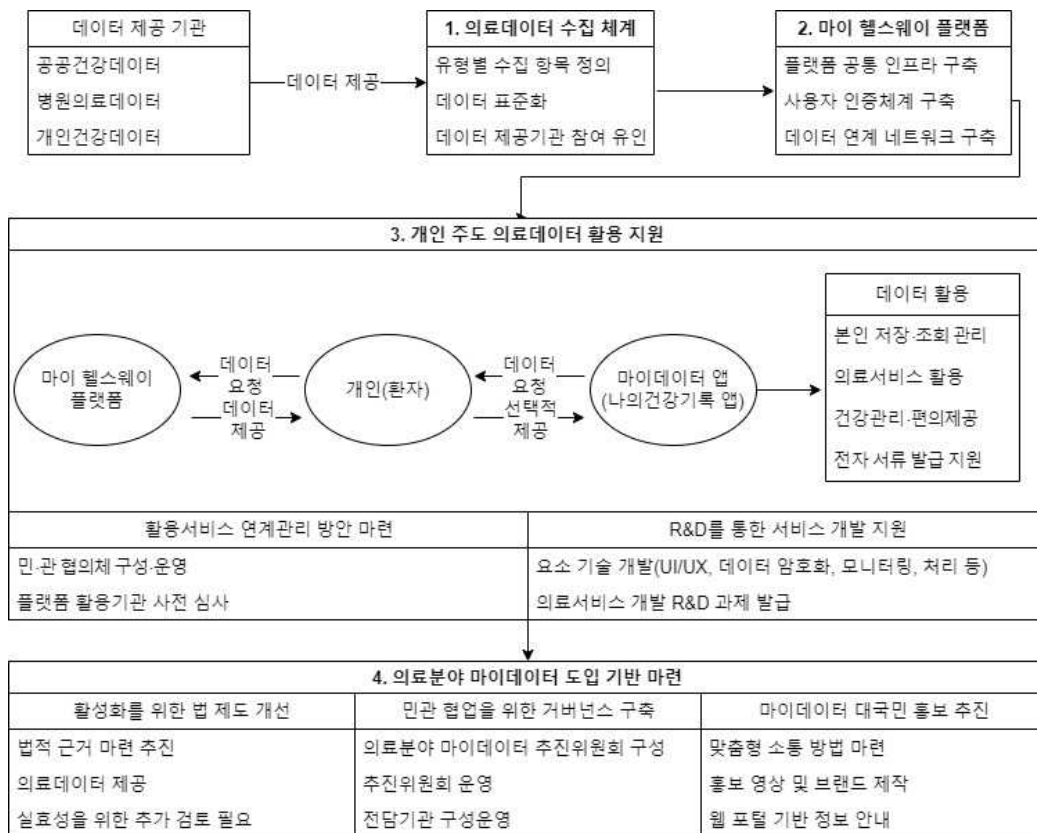 데이터 제공 기관
공공건강데이터
병원의료데이터
개인건강데이터
데이터 제공
1. 의료데이터 수집 체계
유형별 수집 항목 정의
데이터 표준화
데이터 제공기관 참여 유인
2. 마이 헬스웨이 플랫폼
플랫폼 공통 인프라 구축
사용자 인증체계 구축
데이터 연계 네트워크 구축
3. 개인 주도 의료데이터 활용 지원
마이 헬스웨이
플랫폼
데이터
요청
데이터
제공
개인(환자)
데이터
요청
선택적
제공
마이데이터 앱
(나의건강기록 앱)
데이터 활용
본인 저장·조회 관리
의료서비스 활용
건강관리·편의제공
전자 서류 발급 지원
활용서비스 연계관리 방안 마련
민·관 협의체 구성·운영
플랫폼 활용기관 사전 심사
R&D를 통한 서비스 개발 지원
요소 기술 개발(UI/UX, 데이터 암호화, 모니터링, 처리 등)
의료서비스 개발 R&D 과제 발급
4. 의료분야 마이데이터 도입 기반 마련
활성화를 위한 법 제도 개선
법적 근거 마련 추진
의료데이터 제공
실효성을 위한 추가 검토 필요
민관 협업을 위한 거버넌스 구축
의료분야 마이데이터 추진위원회 구성
추진위원회 운영
전담기관 구성운영
마이데이터 대국민 홍보 추진
맞춤형 소통 방법 마련
홍보 영상 및 브랜드 제작
웹 포털 기반 정보 안내